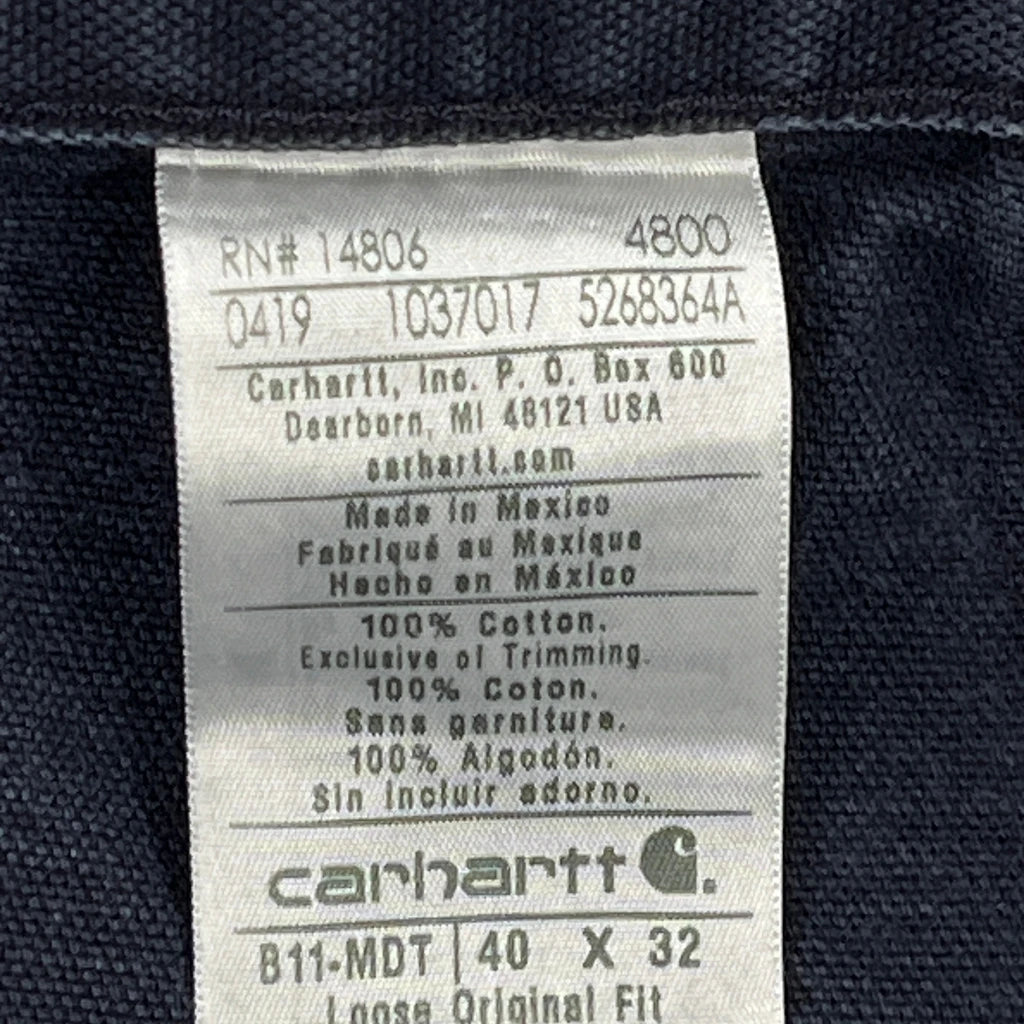 RN# 14806 4800
0419 1037017 5268364A
Carhartt, Inc. P. O. Box 600
Dearborn, MI 48121 USA
carhartt.com
Made in Mexico
Fabriqué au Mexique
Hecho en México
100% Cotton.
Exclusive of Trimming.
100% Coton.
Sans garniture.
100% Algodón.
Sin incluir adorno.
carhartt
B11-MDT 40 X 32
Loose Original Fit